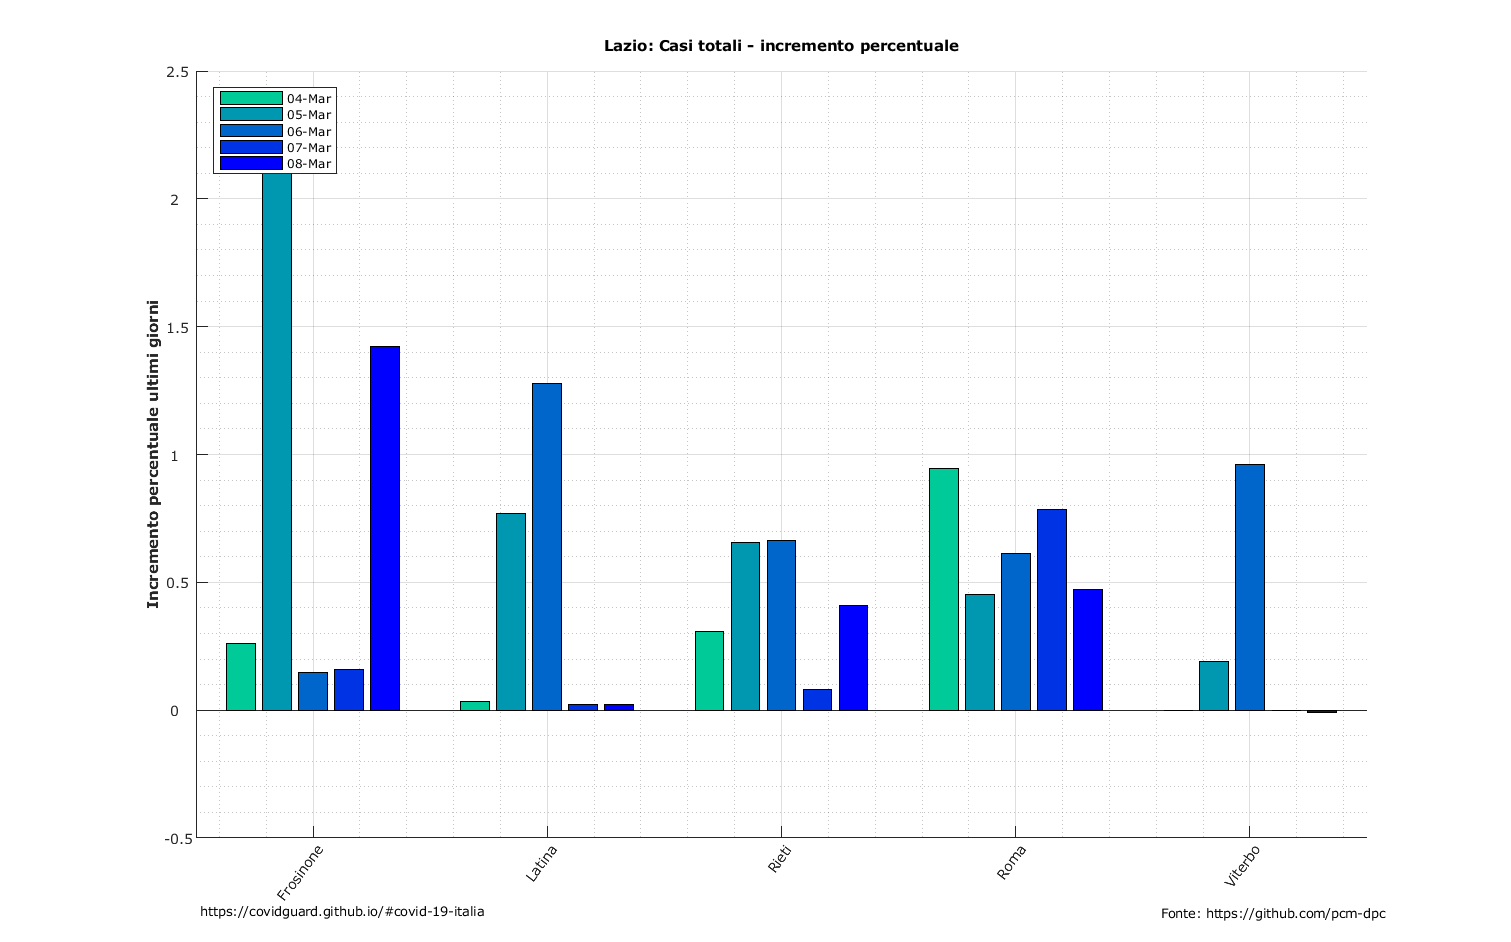 Lazio: Casi totali - incremento percentuale
2.5
2
1.5
1
0.5
0
-0.5
Incremento percentuale ultimi giorni
04-Mar
05-Mar
06-Mar
07-Mar
08-Mar
Frosinone
Latina
Rieti
Roma
Viterbo
https://covidguard.github.io/#covid-19-italia
Fonte: https://github.com/pcm-dpc